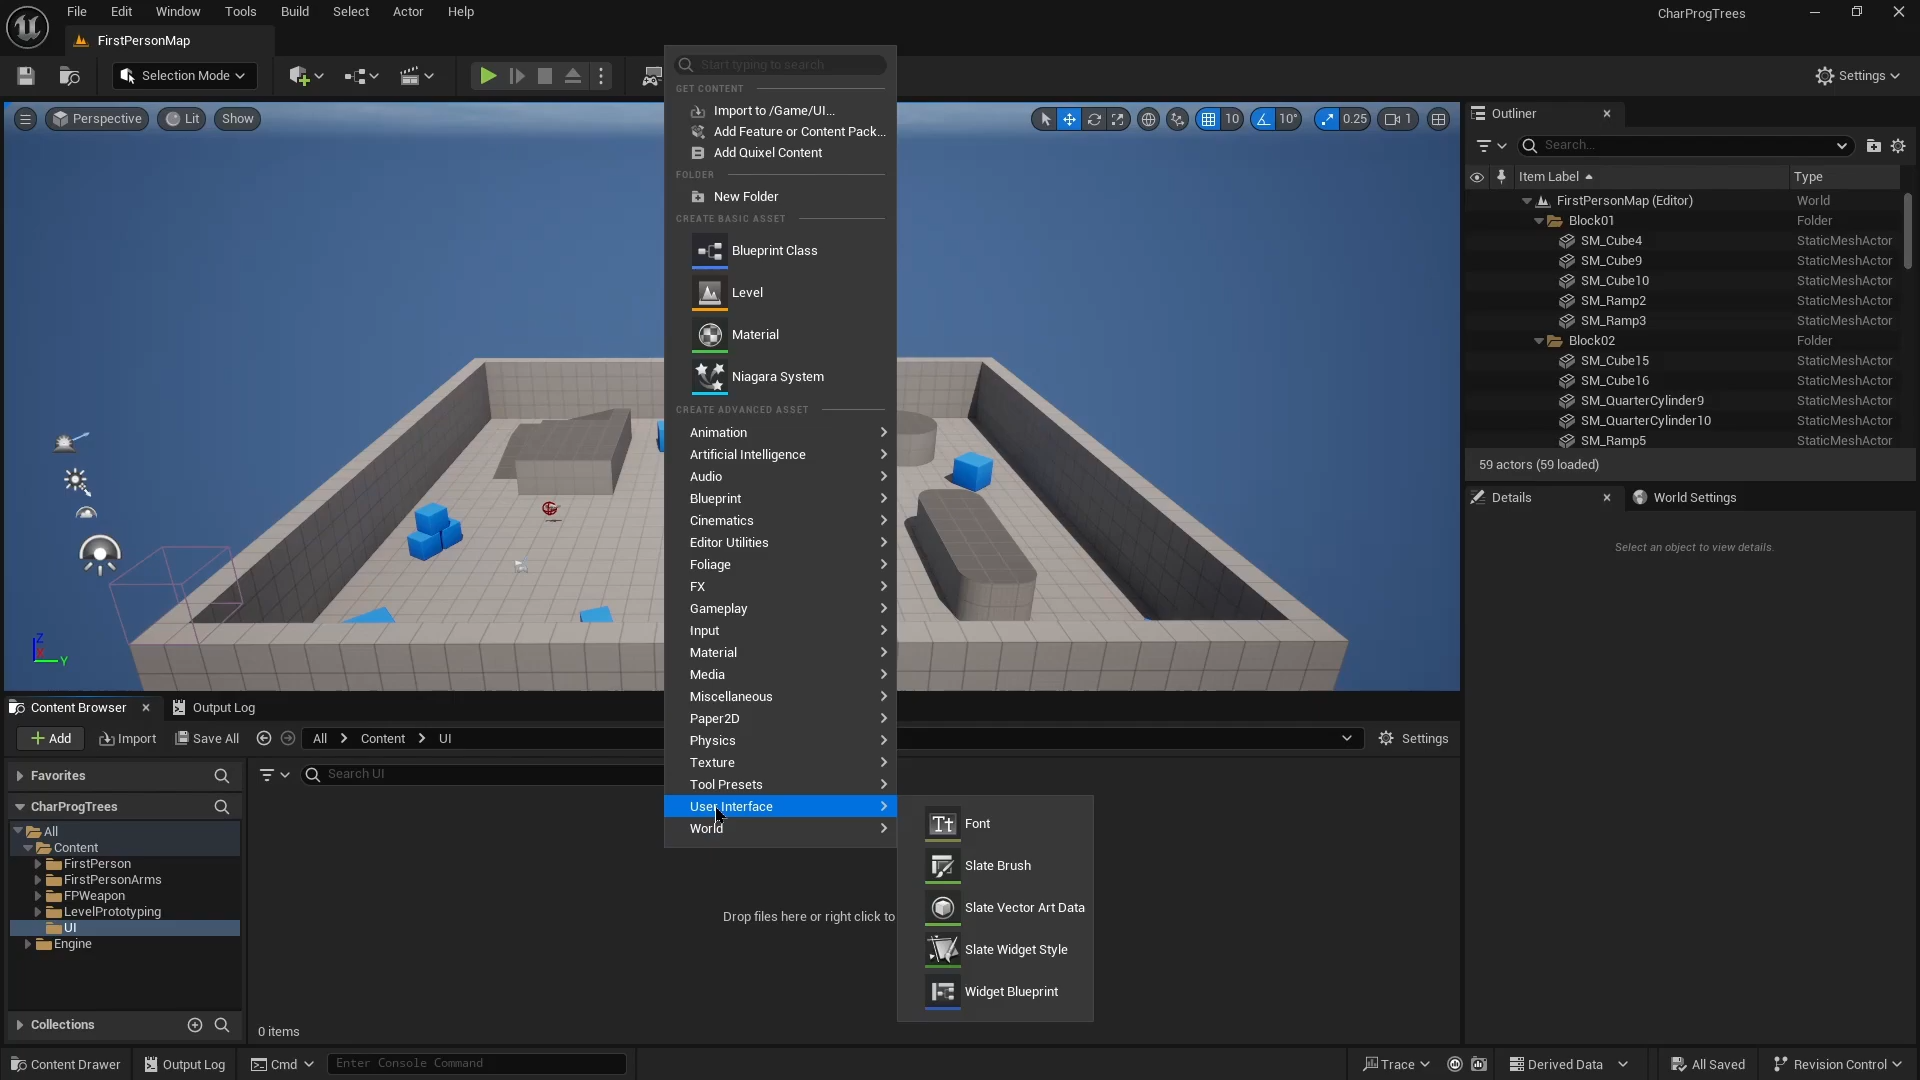 File Edit Window Tools Build Select Actor Help
CharProgTrees
FirstPersonMap
Selection Mode
Settings
Perspective Lit Show
10 10° 0.25 1
Start typing to search
GET CONTENT
Import to /Game/UI...
Add Feature or Content Pack...
Add Quixel Content
FOLDER
New Folder
CREATE BASIC ASSET
Blueprint Class
Level
Material
Niagara System
CREATE ADVANCED ASSET
Animation
Artificial Intelligence
Audio
Blueprint
Cinematics
Editor Utilities
Foliage
FX
Gameplay
Input
Material
Media
Miscellaneous
Paper2D
Physics
Texture
Tool Presets
User Interface
World
Font
Slate Brush
Slate Vector Art Data
Slate Widget Style
Widget Blueprint
Outliner
Search...
Item Label Type
FirstPersonMap (Editor) World
Block01 Folder
SM_Cube4 StaticMeshActor
SM_Cube9 StaticMeshActor
SM_Cube10 StaticMeshActor
SM_Ramp2 StaticMeshActor
SM_Ramp3 StaticMeshActor
Block02 Folder
SM_Cube15 StaticMeshActor
SM_Cube16 StaticMeshActor
SM_QuarterCylinder9 StaticMeshActor
SM_QuarterCylinder10 StaticMeshActor
SM_Ramp5 StaticMeshActor
59 actors (59 loaded)
Details World Settings
Select an object to view details.
Z
Y
Content Browser Output Log
Add Import Save All All Content UI Settings
Favorites
Search UI
CharProgTrees
All
Content
FirstPerson
FirstPersonArms
FPWeapon
LevelPrototyping
UI
Engine
Drop files here or right click to
Collections
0 items
Content Drawer Output Log Cmd Enter Console Command Trace Derived Data All Saved Revision Control